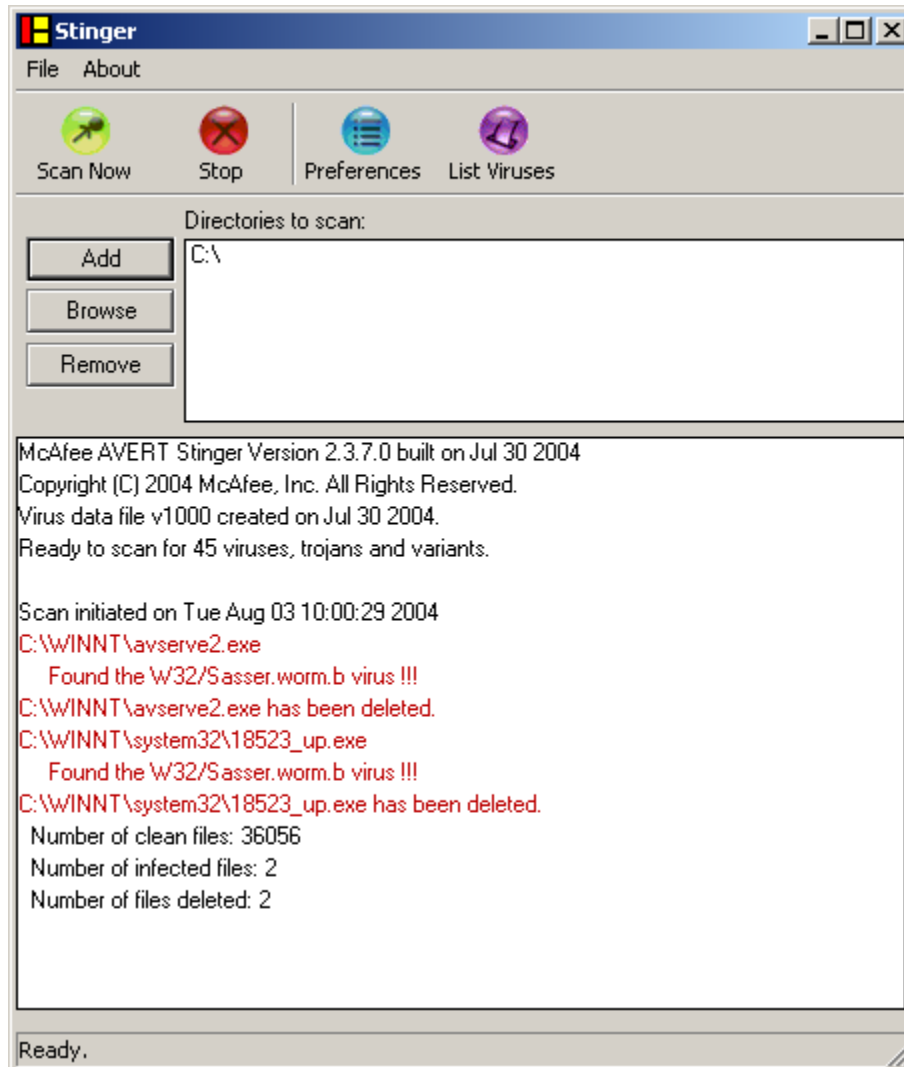 Stinger
File About
Scan Now Stop Preferences List Viruses
Directories to scan:
Add
Browse
Remove
C:\
McAfee AVERT Stinger Version 2.3.7.0 built on Jul 30 2004
Copyright (C) 2004 McAfee, Inc. All Rights Reserved.
Virus data file v1000 created on Jul 30 2004.
Ready to scan for 45 viruses, trojans and variants.
Scan initiated on Tue Aug 03 10:00:29 2004
C:\WINNT\avserve2.exe
Found the W32/Sasser.worm.b virus !!!
C:\WINNT\avserve2.exe has been deleted.
C:\WINNT\system32\18523_up.exe
Found the W32/Sasser.worm.b virus !!!
C:\WINNT\system32\18523_up.exe has been deleted.
Number of clean files: 36056
Number of infected files: 2
Number of files deleted: 2
Ready.